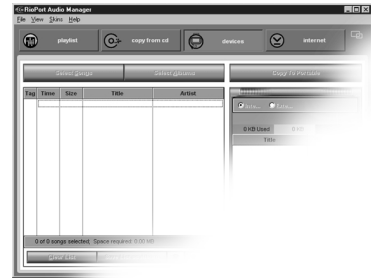 RioPort Audio Manager
File View Skins Help
playlist
copy from cd
devices
internet
Select Songs
Select Albums
Copy To Portable
Tag Time Size Title Artist
0 KB Used
Title
0 of 0 songs selected. Space required: 0.00 MB
Clear List